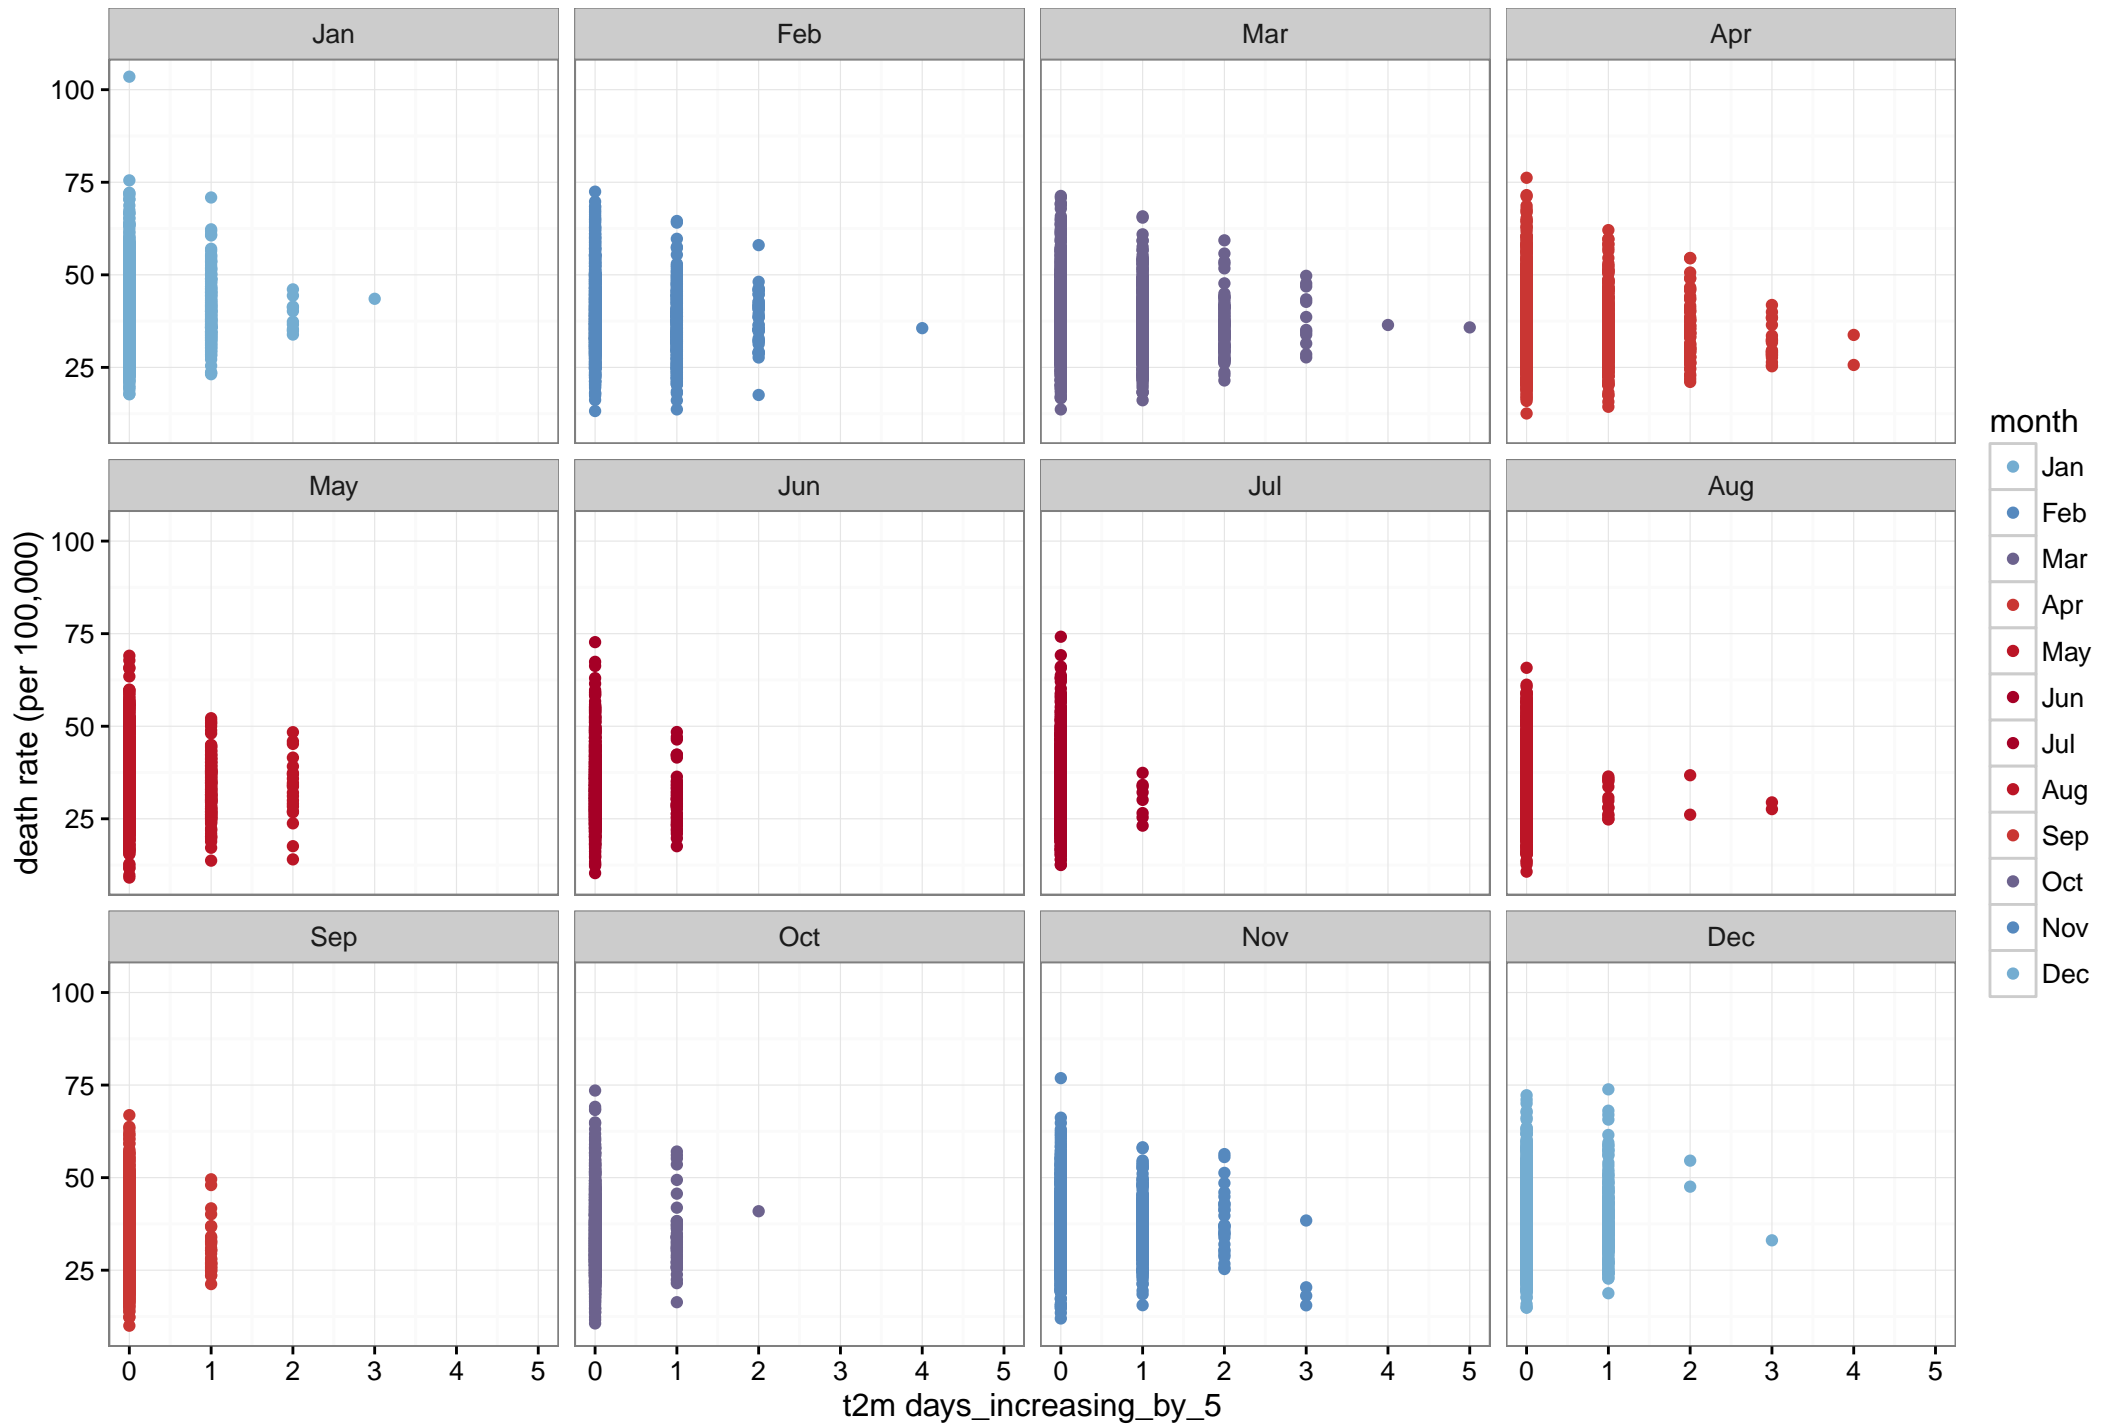 Jan Feb Mar Apr
100
75
50
25
May Jun Jul Aug
100
75
50
25
Sep Oct Nov Dec
100
75
50
25
0 1 2 3 4 5 0 1 2 3 4 5 0 1 2 3 4 5 0 1 2 3 4 5
t2m days_increasing_by_5
death rate (per 100,000)
month
Jan
Feb
Mar
Apr
May
Jun
Jul
Aug
Sep
Oct
Nov
Dec